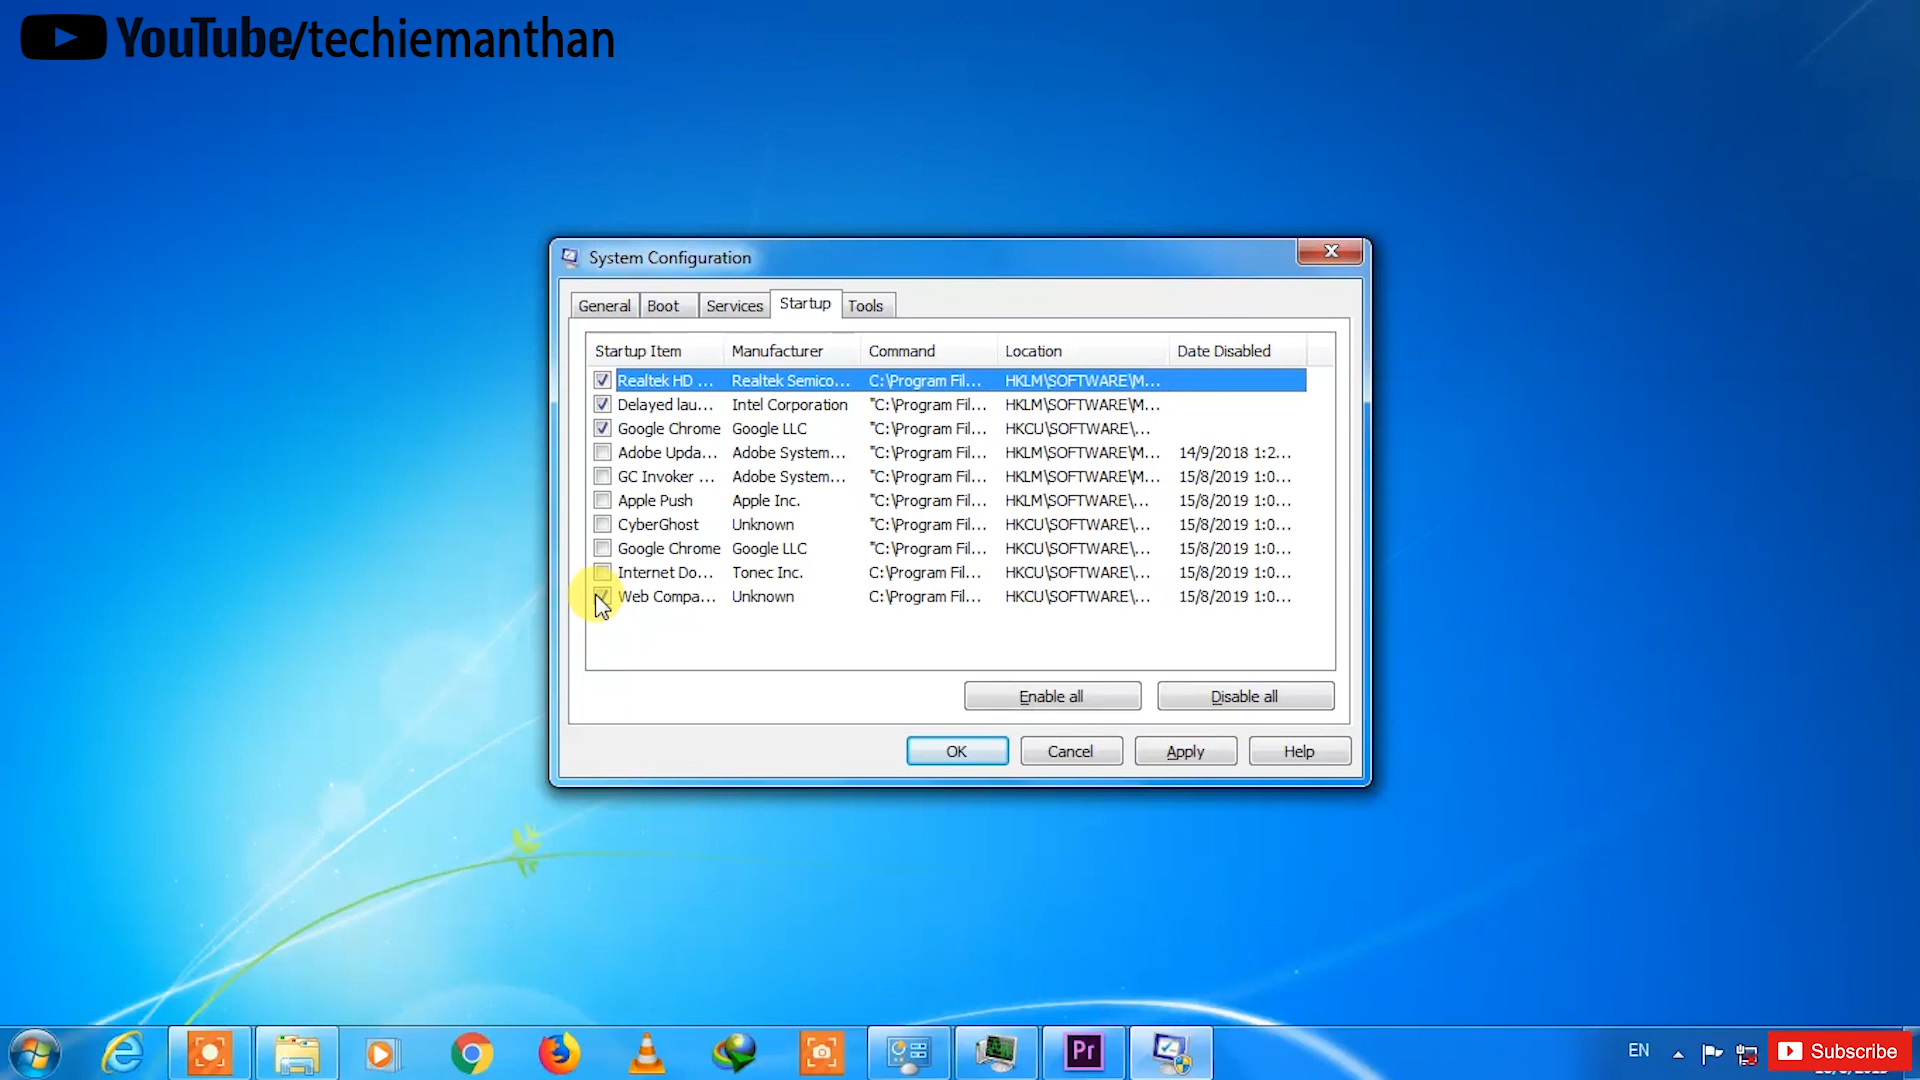 YouTube/techiemanthan
System Configuration
General Boot Services Startup Tools
Startup Item Manufacturer Command Location Date Disabled
Realtek HD ... Realtek Semico... C:\Program Fil... HKLM\SOFTWARE\M...
Delayed lau... Intel Corporation "C:\Program Fil... HKLM\SOFTWARE\M...
Google Chrome Google LLC "C:\Program Fil... HKCU\SOFTWARE\...
Adobe Upda... Adobe System... "C:\Program Fil... HKLM\SOFTWARE\M... 14/9/2018 1:2...
GC Invoker ... Adobe System... "C:\Program Fil... HKLM\SOFTWARE\M... 15/8/2019 1:0...
Apple Push Apple Inc. "C:\Program Fil... HKLM\SOFTWARE\... 15/8/2019 1:0...
CyberGhost Unknown "C:\Program Fil... HKCU\SOFTWARE\... 15/8/2019 1:0...
Google Chrome Google LLC "C:\Program Fil... HKCU\SOFTWARE\... 15/8/2019 1:0...
Internet Do... Tonec Inc. C:\Program Fil... HKCU\SOFTWARE\... 15/8/2019 1:0...
Web Compa... Unknown C:\Program Fil... HKCU\SOFTWARE\... 15/8/2019 1:0...
Enable all Disable all
OK Cancel Apply Help
Pr
EN
Subscribe